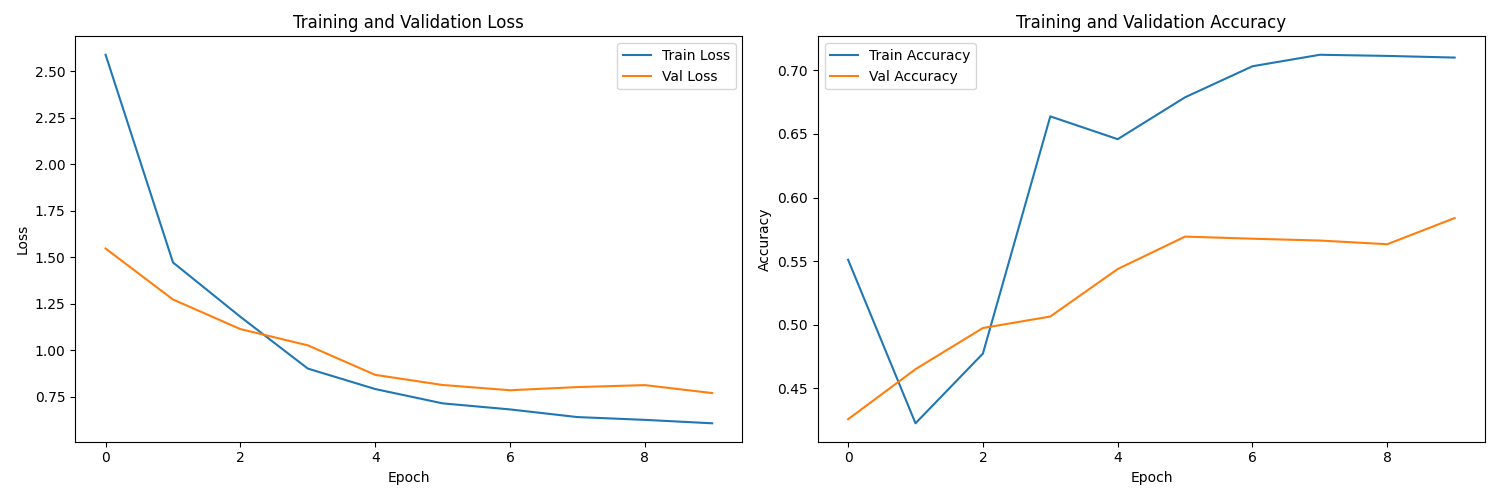 Training and Validation Loss
Train Loss
Val Loss
2.50
2.25
2.00
1.75
1.50
1.25
1.00
0.75
Loss
0 2 4 6 8
Epoch
Training and Validation Accuracy
Train Accuracy
Val Accuracy
0.70
0.65
0.60
0.55
0.50
0.45
Accuracy
0 2 4 6 8
Epoch